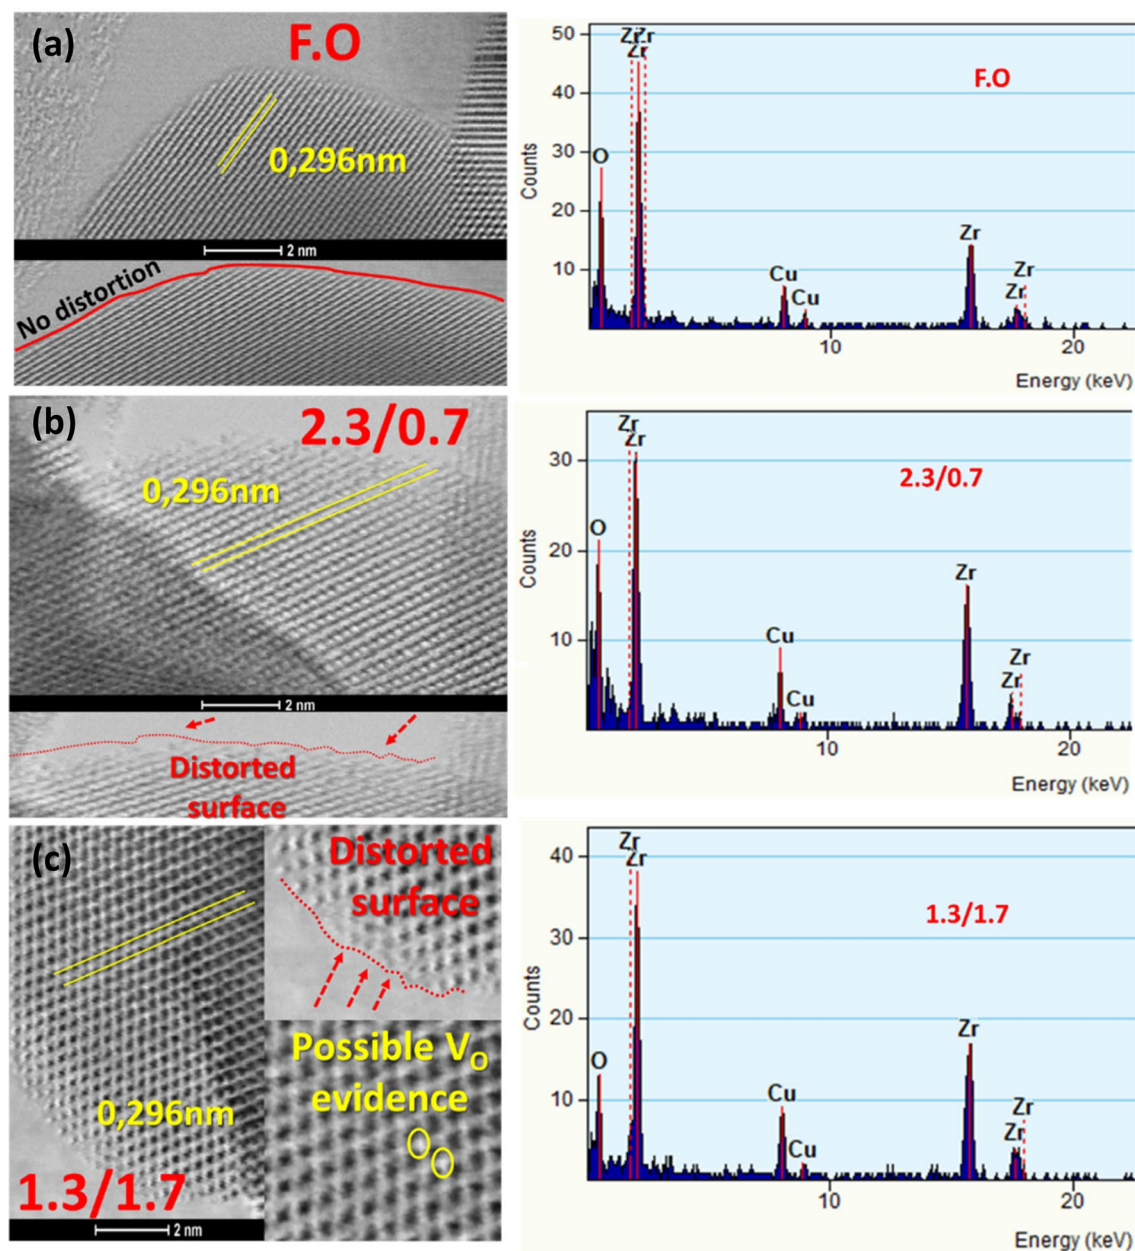 (a)
F.O
0,296nm
2 nm
No distortion
50
40
30
20
10
Counts
O
Zr Zr
Zr
F.O
Cu
Cu
Zr
Zr
Zr
10
20
Energy (keV)
(b)
2.3/0.7
0,296nm
2 nm
Distorted
surface
30
20
10
Counts
O
Zr
Zr
2.3/0.7
Cu
Cu
Zr
Zr
Zr
10
20
Energy (keV)
(c)
0,296nm
1.3/1.7
2 nm
Distorted
surface
Possible VO
evidence
40
30
20
10
Counts
O
Zr
Zr
1.3/1.7
Cu
Cu
Zr
Zr
Zr
10
20
Energy (keV)